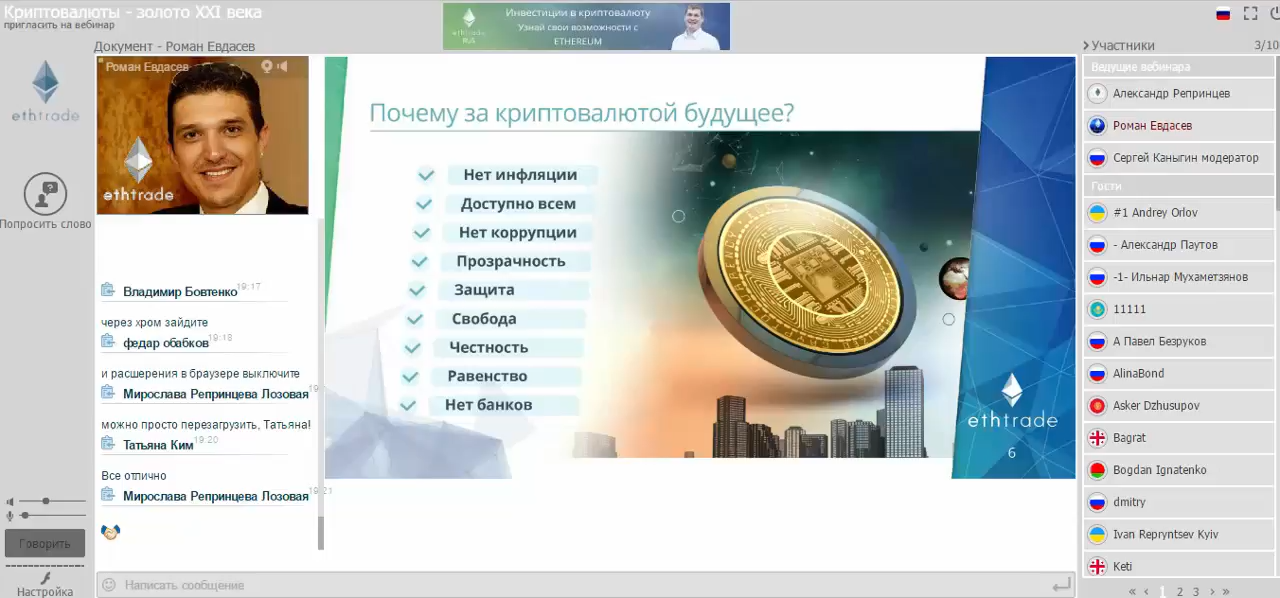 Криптовалюты - золото XXI века
пригласить на вебинар
ethtrade
Инвестиции в криптовалюту
Узнай свои возможности с
ETHEREUM
Документ - Роман Евдасев
Участники
3/10
ethtrade
Попросить слово
Роман Евдасев
ethtrade
Владимир Бовтенко 19:17
через хром зайдите
федар обабков 19:18
и расшерения в браузере выключите
Мирослава Репринцева Лозовая 19
можно просто перезагрузить, Татьяна!
Татьяна Ким 19:20
Все отлично
Мирослава Репринцева Лозовая 19:21
Говорить
Настройка
Написать сообщение
Почему за криптовалютой будущее?
Нет инфляции
Доступно всем
Нет коррупции
Прозрачность
Защита
Свобода
Честность
Равенство
Нет банков
ethtrade
6
Ведущие вебинара
Александр Репринцев
Роман Евдасев
Сергей Каныгин модератор
Гости
#1 Andrey Orlov
- Александр Паутов
-1- Ильнар Мухаметзянов
11111
А Павел Безруков
AlinaBond
Asker Dzhusupov
Bagrat
Bogdan Ignatenko
dmitry
Ivan Repryntsev Kyiv
Keti
« ‹ 1 2 3 › »